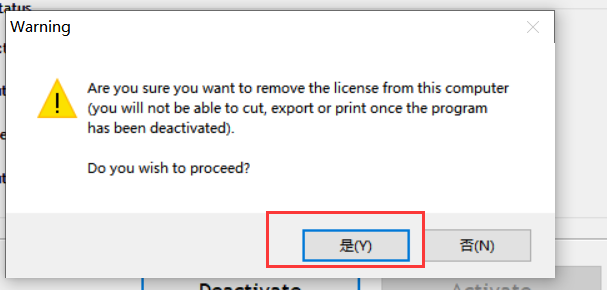 tatus
Warning
Are you sure you want to remove the license from this computer
(you will not be able to cut, export or print once the program
has been deactivated).
Do you wish to proceed?
是(Y)
否(N)
Deactivate
Activate